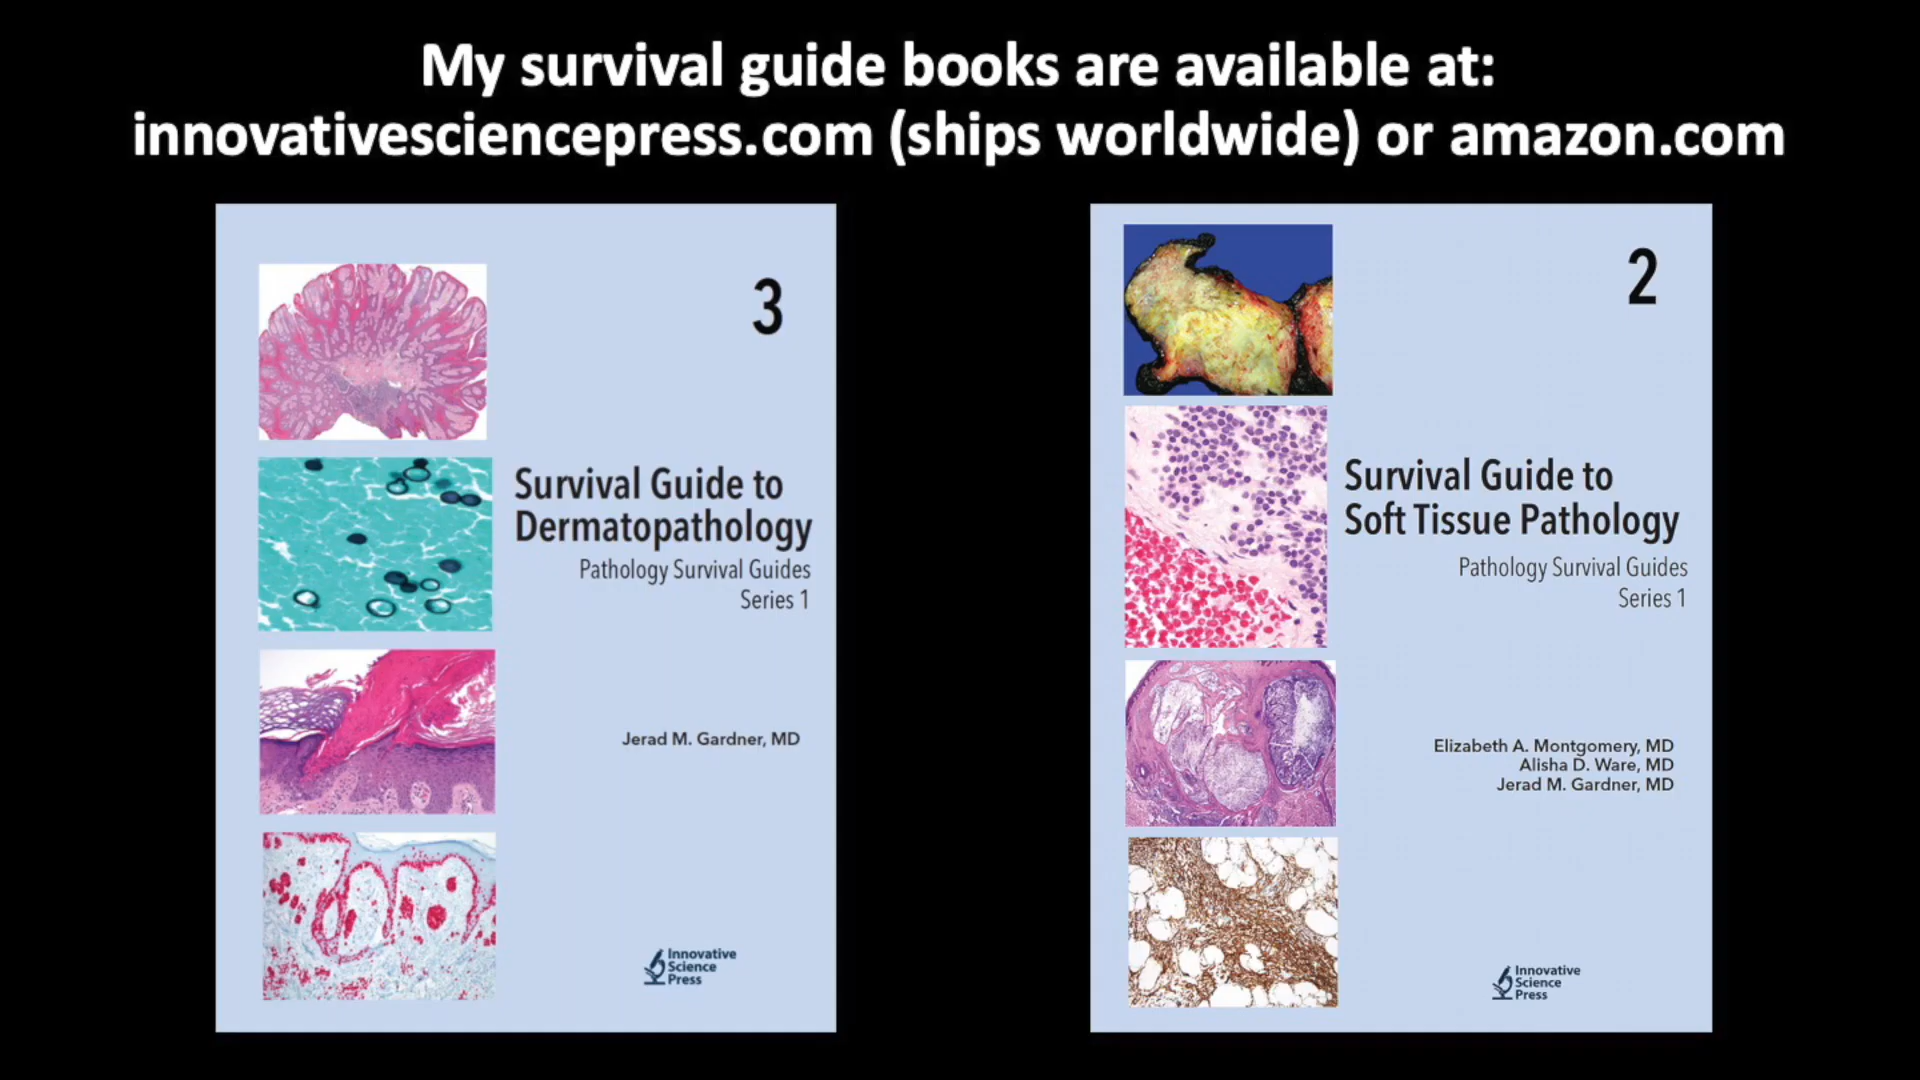 My survival guide books are available at:
innovativesciencepress.com (ships worldwide) or amazon.com
3
Survival Guide to
Dermatopathology
Pathology Survival Guides
Series 1
Jerad M. Gardner, MD
Innovative
Science
Press
2
Survival Guide to
Soft Tissue Pathology
Pathology Survival Guides
Series 1
Elizabeth A. Montgomery, MD
Alisha D. Ware, MD
Jerad M. Gardner, MD
Innovative
Science
Press